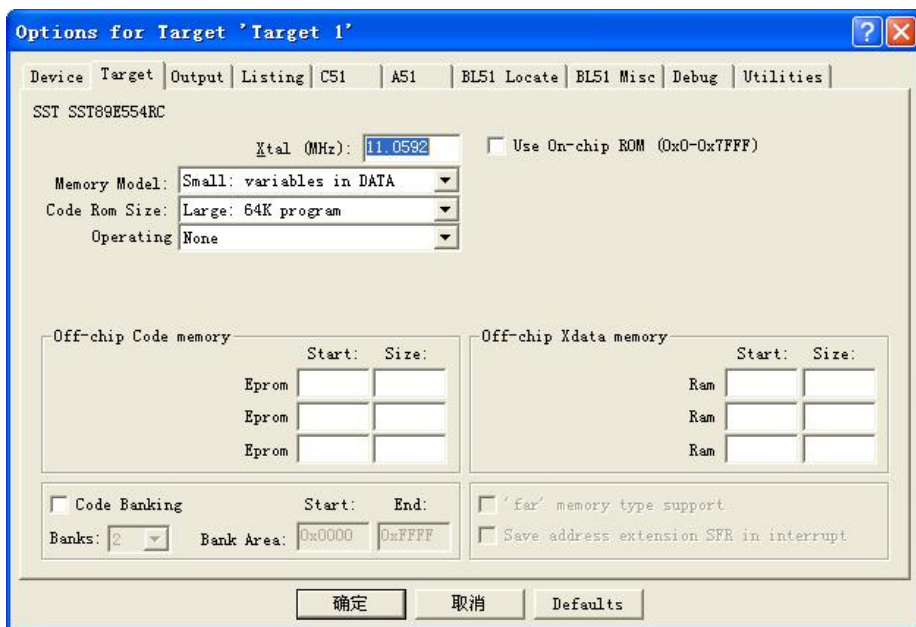 Options for Target 'Target 1'
Device Target Output Listing C51 A51 BL51 Locate BL51 Misc Debug Utilities
SST SST89E554RC
Xtal (MHz): 11.0592 Use On-chip ROM (0x0-0x7FFF)
Memory Model: Small: variables in DATA
Code Rom Size: Large: 64K program
Operating None
Off-chip Code memory Off-chip Xdata memory
Start: Size: Start: Size:
Eprom Ram
Eprom Ram
Eprom Ram
Code Banking Start: End: 'far' memory type support
Banks: 2 Bank Area: 0x0000 0xFFFF Save address extension SFR in interrupt
确定 取消 Defaults